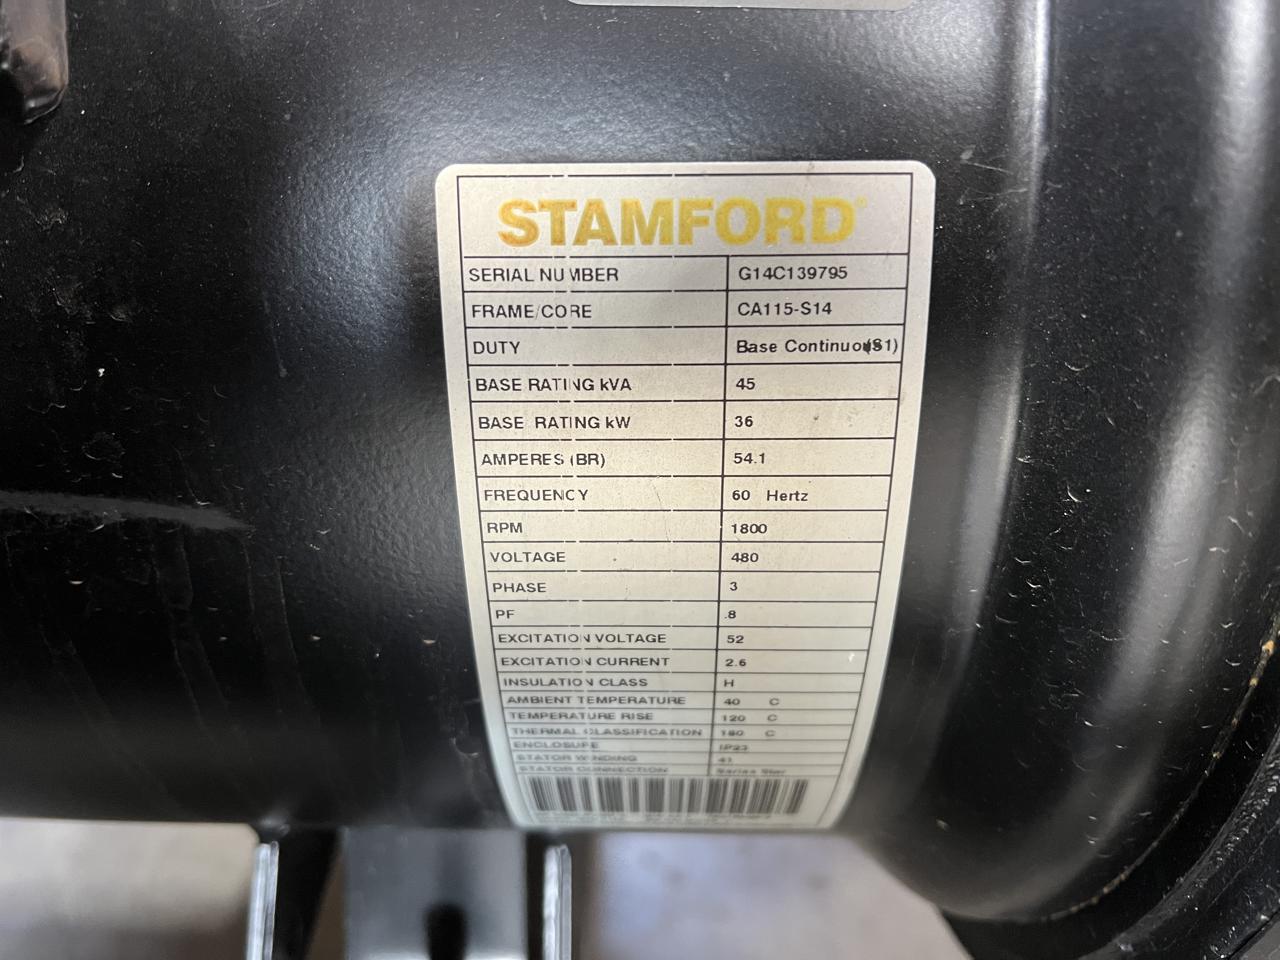 STAMFORD®
SERIAL NUMBER G14C139795
FRAME/CORE CA115-S14
DUTY Base Continuous(S1)
BASE RATING kVA 45
BASE RATING kW 36
AMPERES (BR) 54.1
FREQUENCY 60 Hertz
RPM 1800
VOLTAGE 480
PHASE 3
PF .8
EXCITATION VOLTAGE 52
EXCITATION CURRENT 2.6
INSULATION CLASS H
AMBIENT TEMPERATURE 40 C
TEMPERATURE RISE 120 C
THERMAL CLASSIFICATION 180 C
ENCLOSURE IP23
STATOR WINDING 41
STATOR CONNECTION Series Star